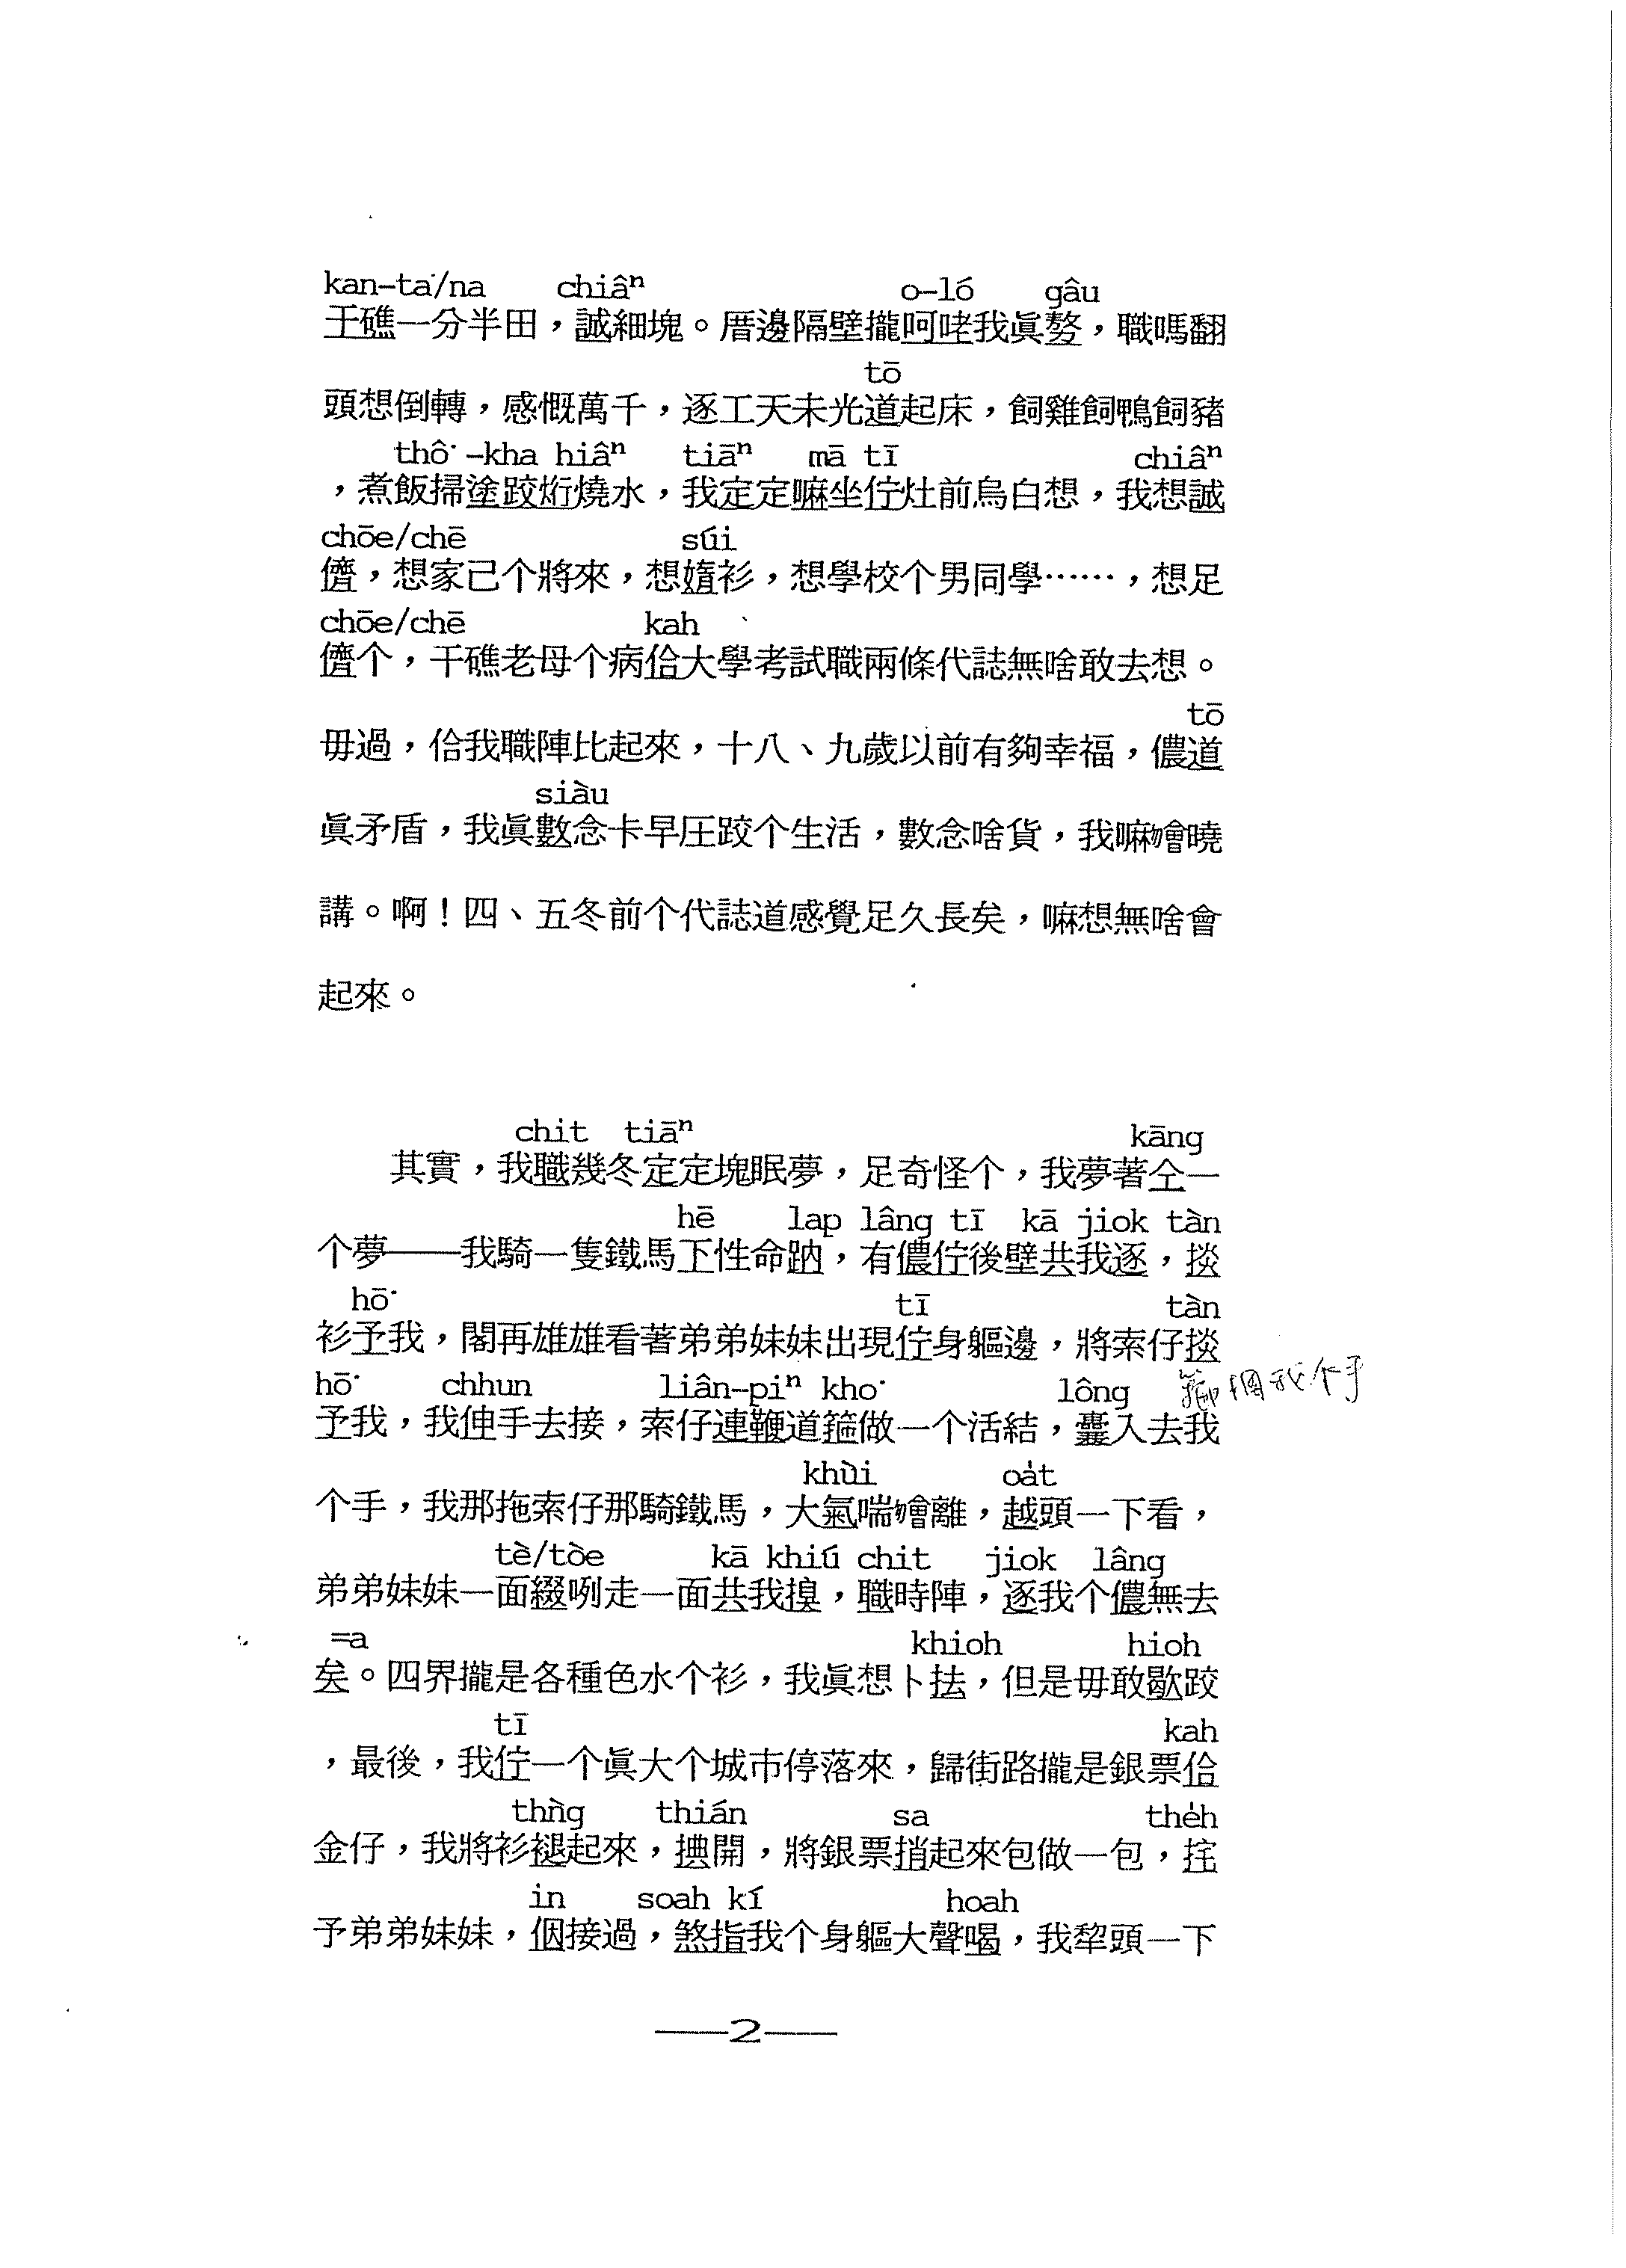 kan-ta/na chiâⁿ o-ló gâu
干礁一分半田，誠細塊。厝邊隔壁攏呵咾我眞gâu，職嗎翻
tō
頭想倒轉，感慨萬千，逐工天未光道起床，飼雞飼鴨飼豬
thô͘-kha hiâⁿ tiāⁿ mā tī chiâⁿ
，煮飯掃塗跤烆燒水，我定定嘛坐佇灶前烏白想，我想誠
chōe/chē súi
儕，想家己个將來，想媠衫，想學校个男同學……，想足
chōe/chē kah
儕个，干礁老母个病佮大學考試職兩條代誌無啥敢去想。
tō
毋過，佮我職陣比起來，十八、九歲以前有夠幸福，儂道
siàu
眞矛盾，我眞數念卡早庄跤个生活，數念啥貨，我嘛嬒曉
講。啊！四、五冬前个代誌道感覺足久長矣，嘛想無啥會
起來。
chit tiāⁿ kāng
其實，我職幾冬定定塊眠夢，足奇怪个，我夢著仝一
hē lap lâng tī kā jiok tàn
个夢——我騎一隻鐵馬下性命跍，有儂佇後壁共我逐，掞
hō͘ tī tàn
衫予我，閣再雄雄看著弟弟妹妹出現佇身軀邊，將索仔掞
hō͘ chhun liân-piⁿ kho͘ lông
予我，我伸手去接，索仔連鞭道箍做一个活結，囊入去我
捆我个手
khùi oa̍t
个手，我那拖索仔那騎鐵馬，大氣喘嬒離，越頭一下看，
tè/tòe kā khiú chit jiok lâng
弟弟妹妹一面綴咧走一面共我搝，職時陣，逐我个儂無去
=a khioh hioh
矣。四界攏是各種色水个衫，我眞想卜抾，但是毋敢歇跤
tī kah
，最後，我佇一个眞大个城市停落來，歸街路攏是銀票佮
thǹg thián sa the̍h
金仔，我將衫褪起來，㨃開，將銀票捎起來包做一包，㧌
in soah kí hoah
予弟弟妹妹，𪜶接過，煞指我个身軀大聲喝，我犂頭一下
——2——